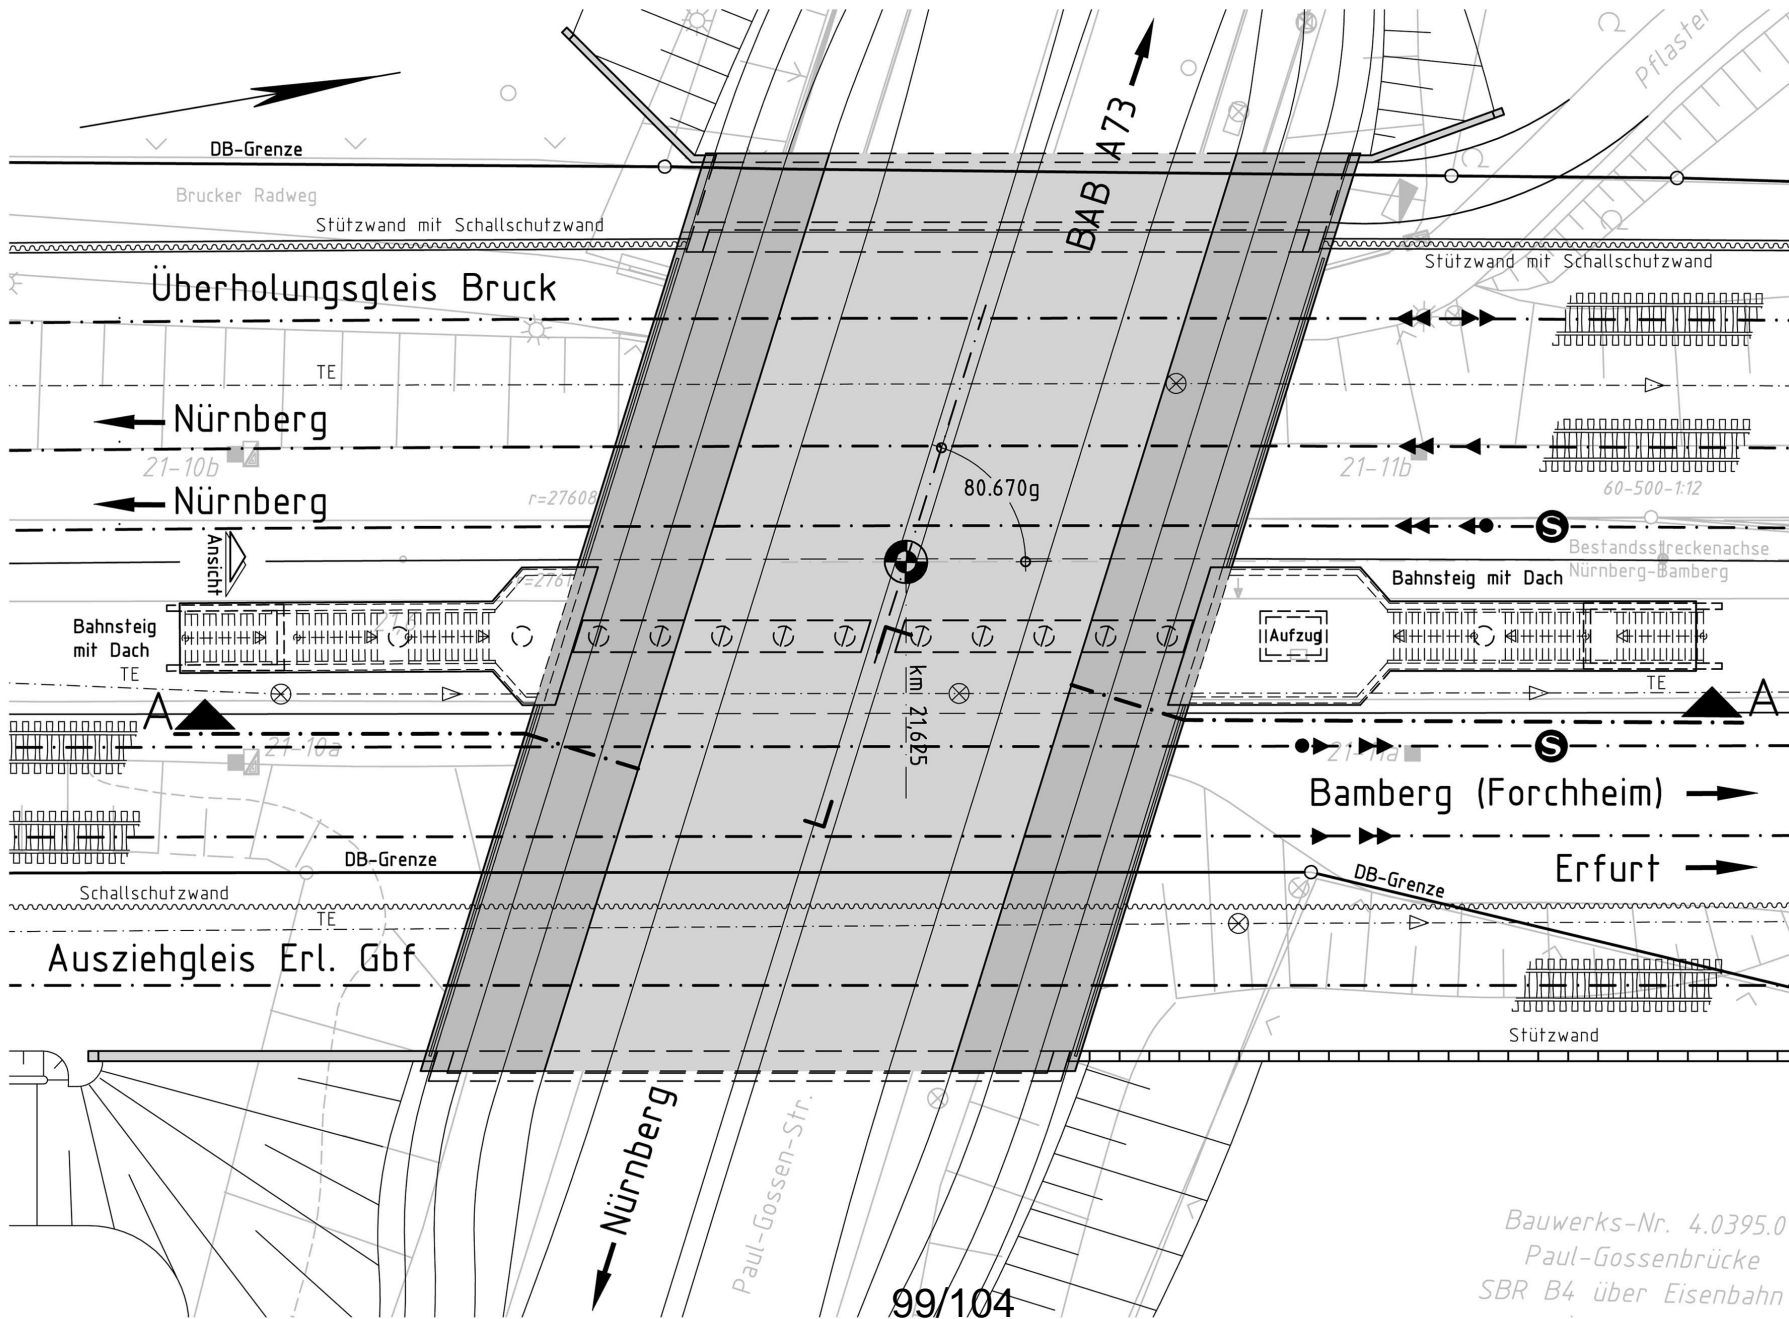 Pflaster
BAB A73
DB-Grenze
Brucker Radweg
Stützwand mit Schallschutzwand
Stützwand mit Schallschutzwand
Überholungsgleis Bruck
TE
Nürnberg
21-10b
21-11b
80.670g
60-500-1:12
Nürnberg
r=27608
S
Ansicht
Bestandsstreckenachse
Nürnberg-Bamberg
Bahnsteig mit Dach
Bahnsteig
mit Dach
Aufzug
TE
TE
km 21,625
A
A
21-10a
21-11a
S
Bamberg (Forchheim)
DB-Grenze
Erfurt
DB-Grenze
Schallschutzwand
TE
Ausziehgleis Erl. Gbf
Stützwand
Nürnberg
Paul-Gossen-Str.
Bauwerks-Nr. 4.0395.0
Paul-Gossenbrücke
SBR B4 über Eisenbahn
99/104